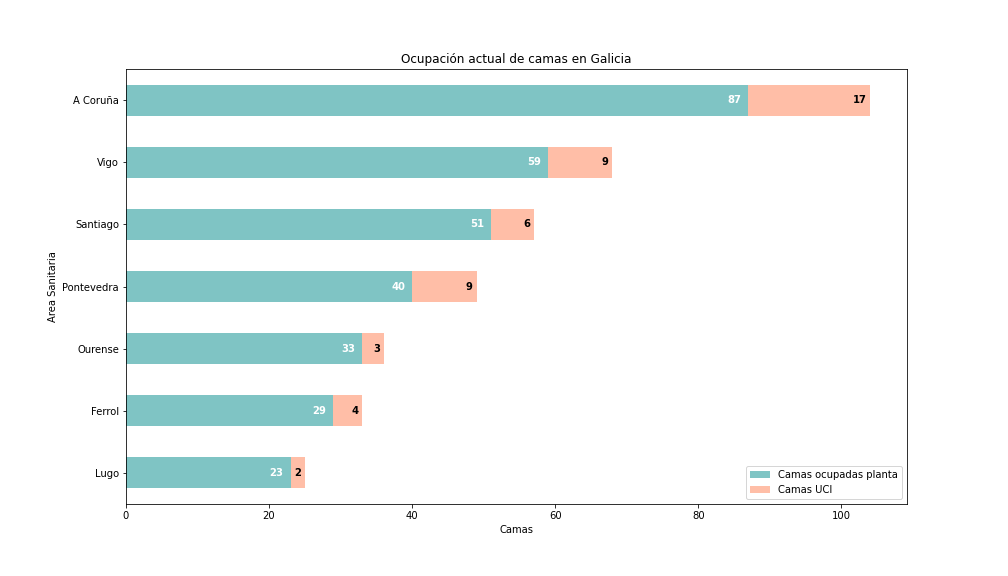 Ocupación actual de camas en Galicia
A Coruña
87
17
Vigo
59
9
Santiago
51
6
Pontevedra
40
9
Ourense
33
3
Ferrol
29
4
Lugo
23
2
Area Sanitaria
Camas ocupadas planta
Camas UCI
0 20 40 60 80 100
Camas